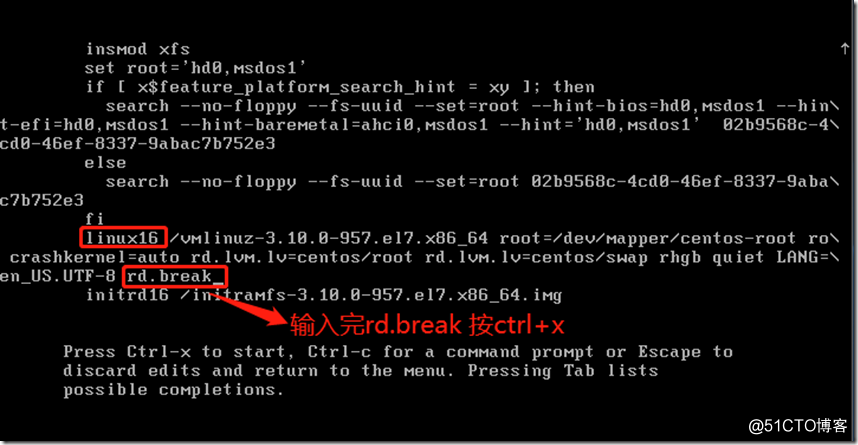 insmod xfs
set root='hd0,msdos1'
if [ x$feature_platform_search_hint = xy ]; then
search --no-floppy --fs-uuid --set=root --hint-bios=hd0,msdos1 --hin\
t-efi=hd0,msdos1 --hint-baremetal=ahci0,msdos1 --hint='hd0,msdos1'  02b9568c-4\
cd0-46ef-8337-9abac7b752e3
else
search --no-floppy --fs-uuid --set=root 02b9568c-4cd0-46ef-8337-9aba\
c7b752e3
fi
linux16 /vmlinuz-3.10.0-957.el7.x86_64 root=/dev/mapper/centos-root ro\
crashkernel=auto rd.lvm.lv=centos/root rd.lvm.lv=centos/swap rhgb quiet LANG=\
en_US.UTF-8 rd.break_
initrd16 /initramfs-3.10.0-957.el7.x86_64.img
输入完rd.break 按ctrl+x
Press Ctrl-x to start, Ctrl-c for a command prompt or Escape to
discard edits and return to the menu. Pressing Tab lists
possible completions.
@51CTO博客